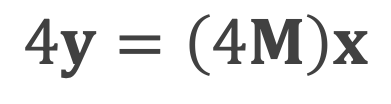 4𝐲 = (4𝐌)𝐱